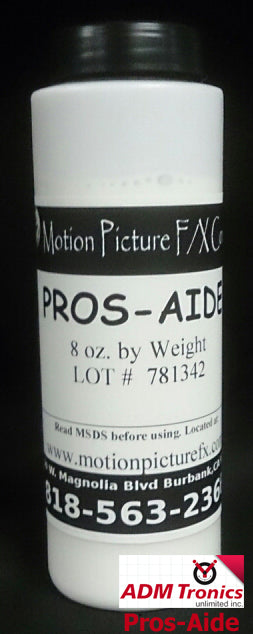 Motion Picture F/X Co
PROS-AIDE
8 oz. by Weight
LOT # 781342
Read MSDS before using. Located at
www.motionpicturefx.co
W. Magnolia Blvd Burbank, Ca
818-563-236
ADM Tronics
unlimited inc.
Pros-Aide